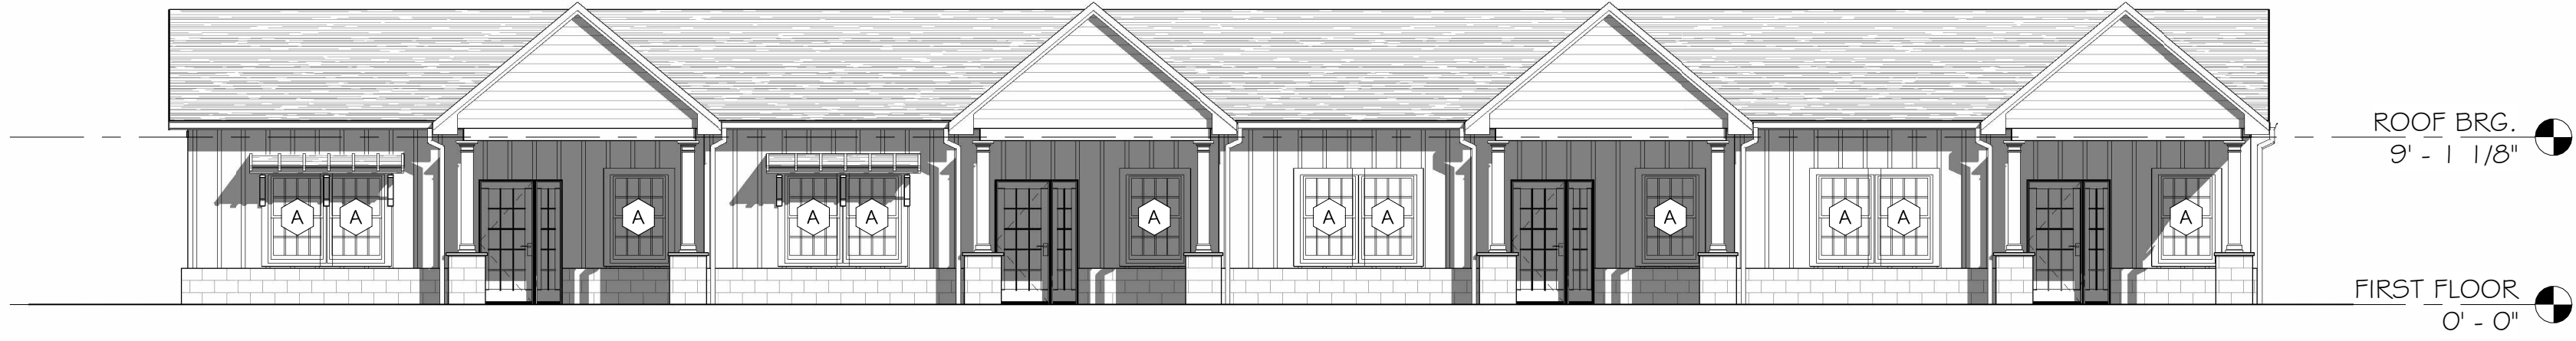 ROOF BRG.
9' - 1 1/8"
A A A A A A A A A A A A
FIRST FLOOR
0' - 0"